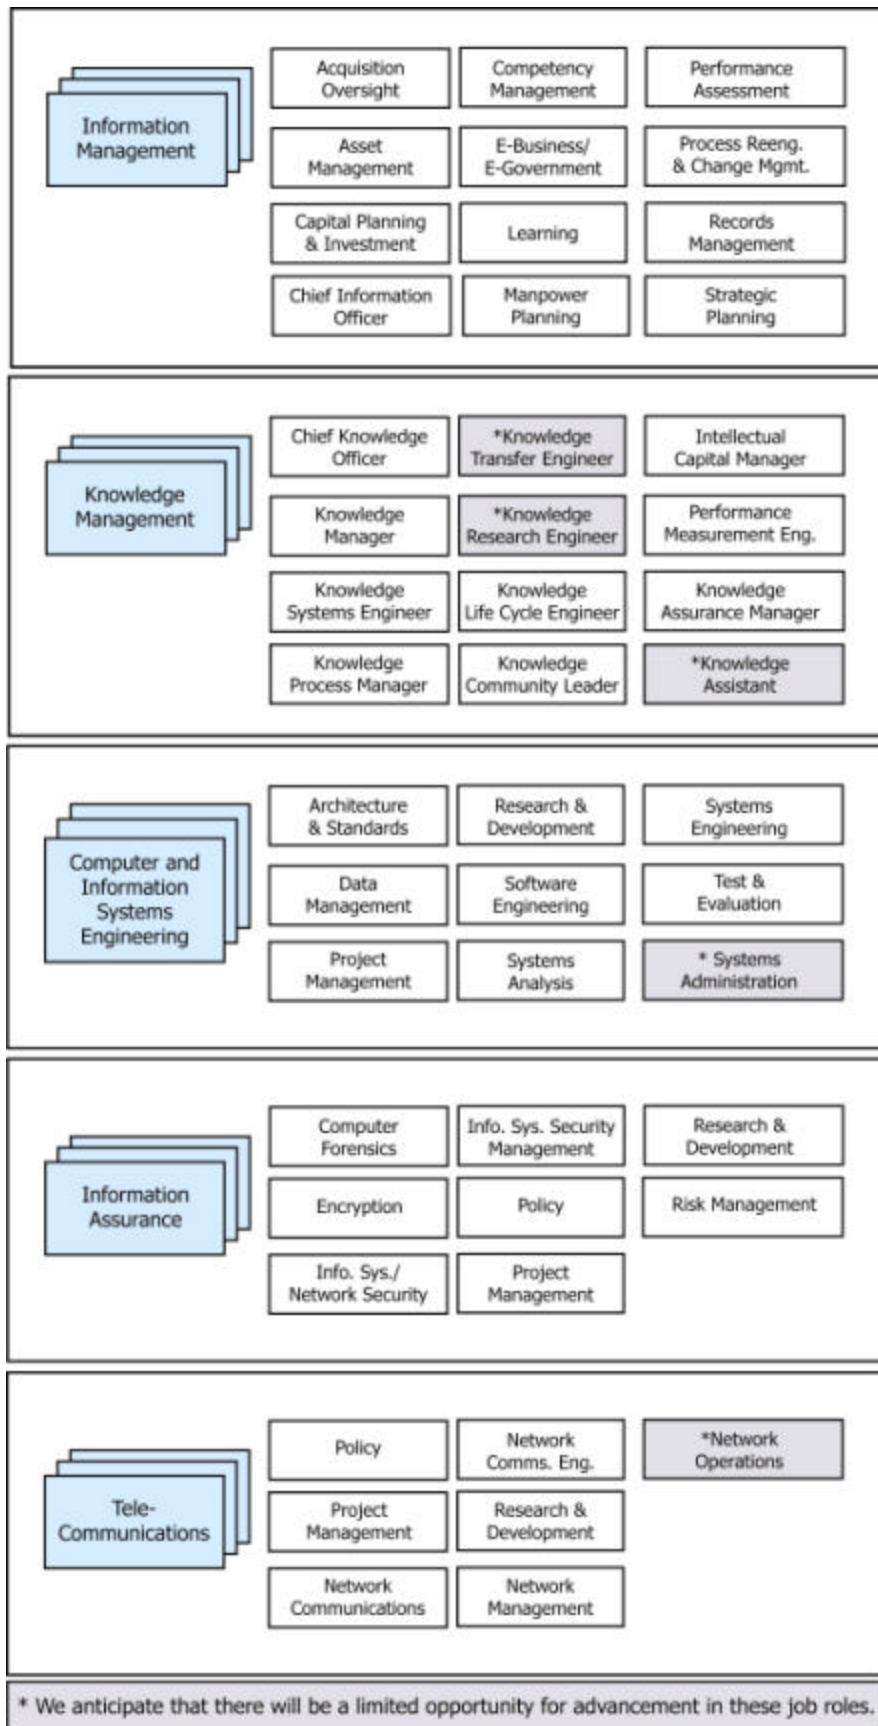 Information
Management
Acquisition
Oversight
Competency
Management
Performance
Assessment
Asset
Management
E-Business/
E-Government
Process Reeng.
& Change Mgmt.
Capital Planning
& Investment
Learning
Records
Management
Chief Information
Officer
Manpower
Planning
Strategic
Planning
Knowledge
Management
Chief Knowledge
Officer
*Knowledge
Transfer Engineer
Intellectual
Capital Manager
Knowledge
Manager
*Knowledge
Research Engineer
Performance
Measurement Eng.
Knowledge
Systems Engineer
Knowledge
Life Cycle Engineer
Knowledge
Assurance Manager
Knowledge
Process Manager
Knowledge
Community Leader
*Knowledge
Assistant
Computer and
Information
Systems
Engineering
Architecture
& Standards
Research &
Development
Systems
Engineering
Data
Management
Software
Engineering
Test &
Evaluation
Project
Management
Systems
Analysis
* Systems
Administration
Information
Assurance
Computer
Forensics
Info. Sys. Security
Management
Research &
Development
Encryption
Policy
Risk Management
Info. Sys./
Network Security
Project
Management
Tele-
Communications
Policy
Network
Comms. Eng.
*Network
Operations
Project
Management
Research &
Development
Network
Communications
Network
Management
* We anticipate that there will be a limited opportunity for advancement in these job roles.